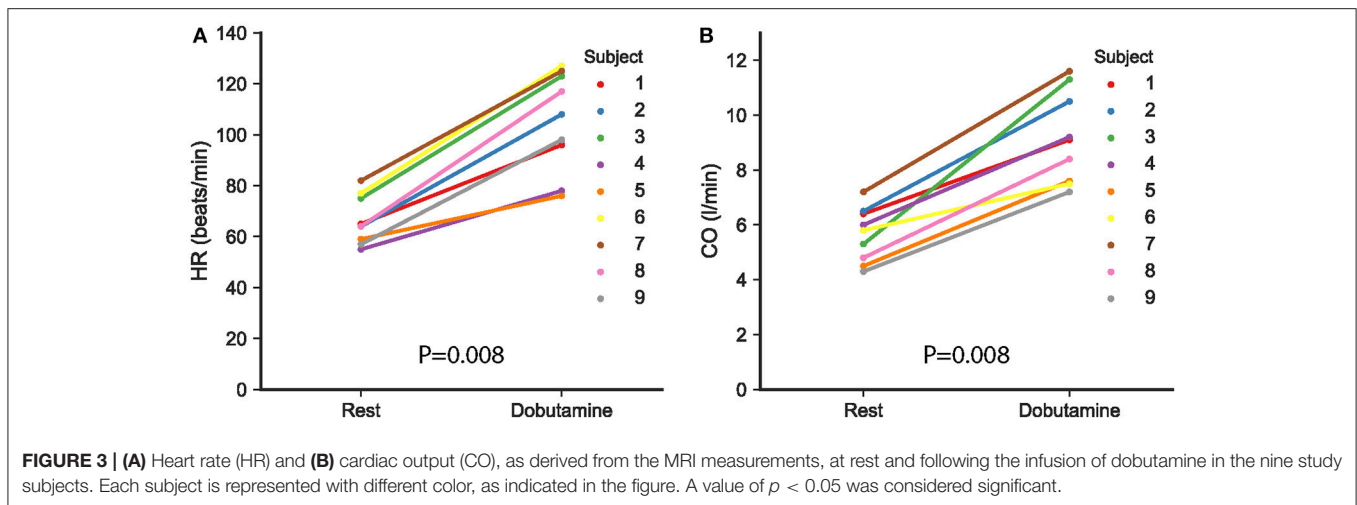 A
140
120
100
80
60
40
20
0
HR (beats/min)
Rest Dobutamine
P=0.008
Subject
1
2
3
4
5
6
7
8
9
B
12
10
8
6
4
2
0
CO (l/min)
Rest Dobutamine
P=0.008
Subject
1
2
3
4
5
6
7
8
9
FIGURE 3 | (A) Heart rate (HR) and (B) cardiac output (CO), as derived from the MRI measurements, at rest and following the infusion of dobutamine in the nine study
subjects. Each subject is represented with different color, as indicated in the figure. A value of p < 0.05 was considered significant.